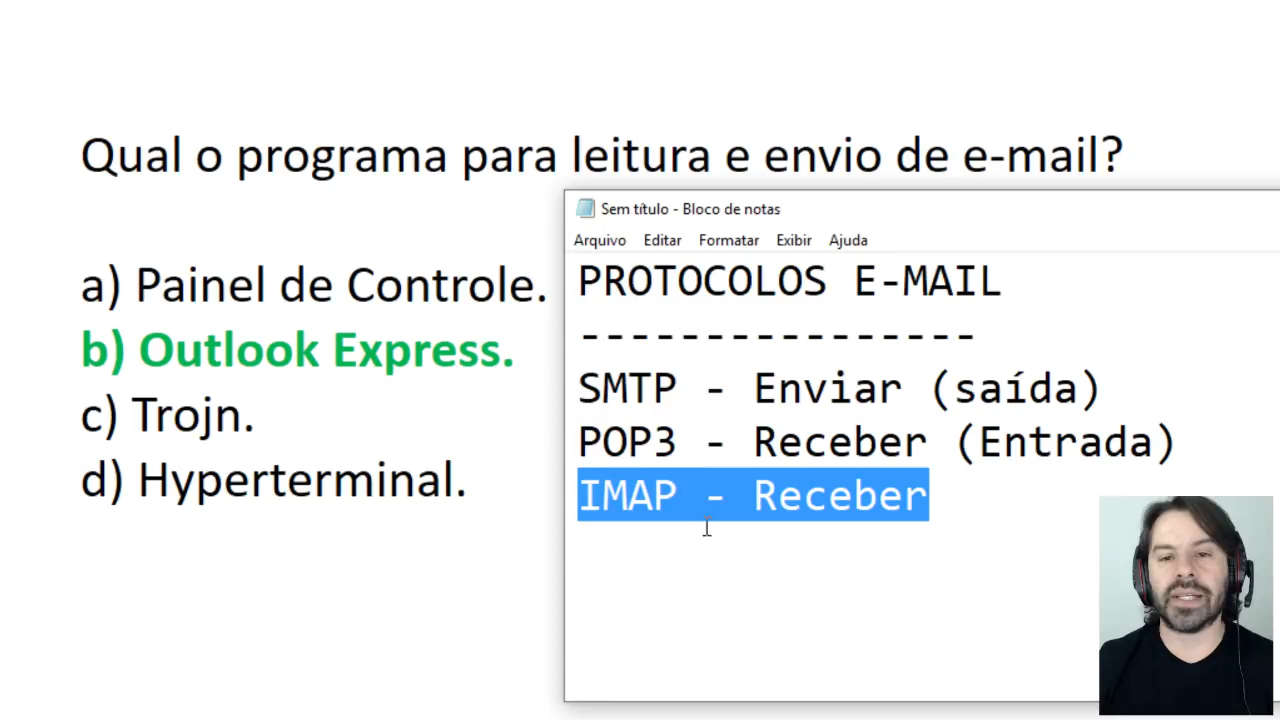 Qual o programa para leitura e envio de e-mail?
a) Painel de Controle.
b) Outlook Express.
c) Trojn.
d) Hyperterminal.
Sem título - Bloco de notas
Arquivo Editar Formatar Exibir Ajuda
PROTOCOLOS E-MAIL
----------------
SMTP - Enviar (saída)
POP3 - Receber (Entrada)
IMAP - Receber